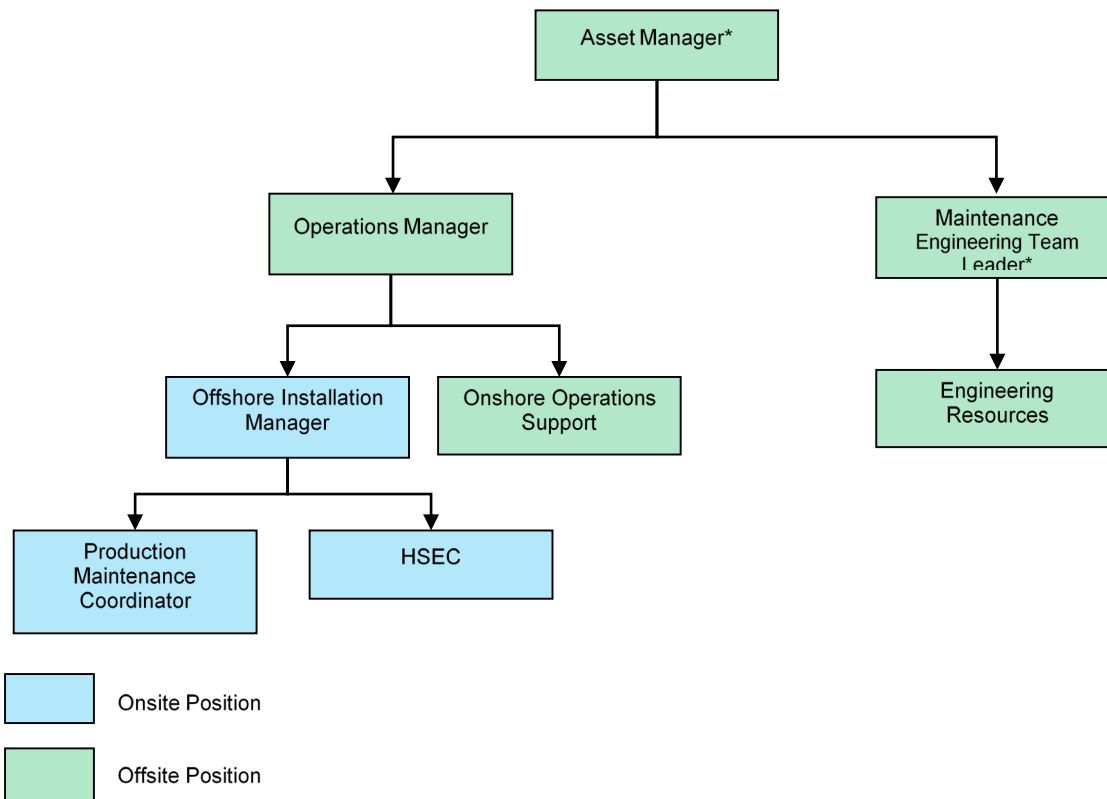 Asset Manager*
Operations Manager
Maintenance
Engineering Team
Leader*
Offshore Installation
Manager
Onshore Operations
Support
Engineering
Resources
Production
Maintenance
Coordinator
HSEC
Onsite Position
Offsite Position